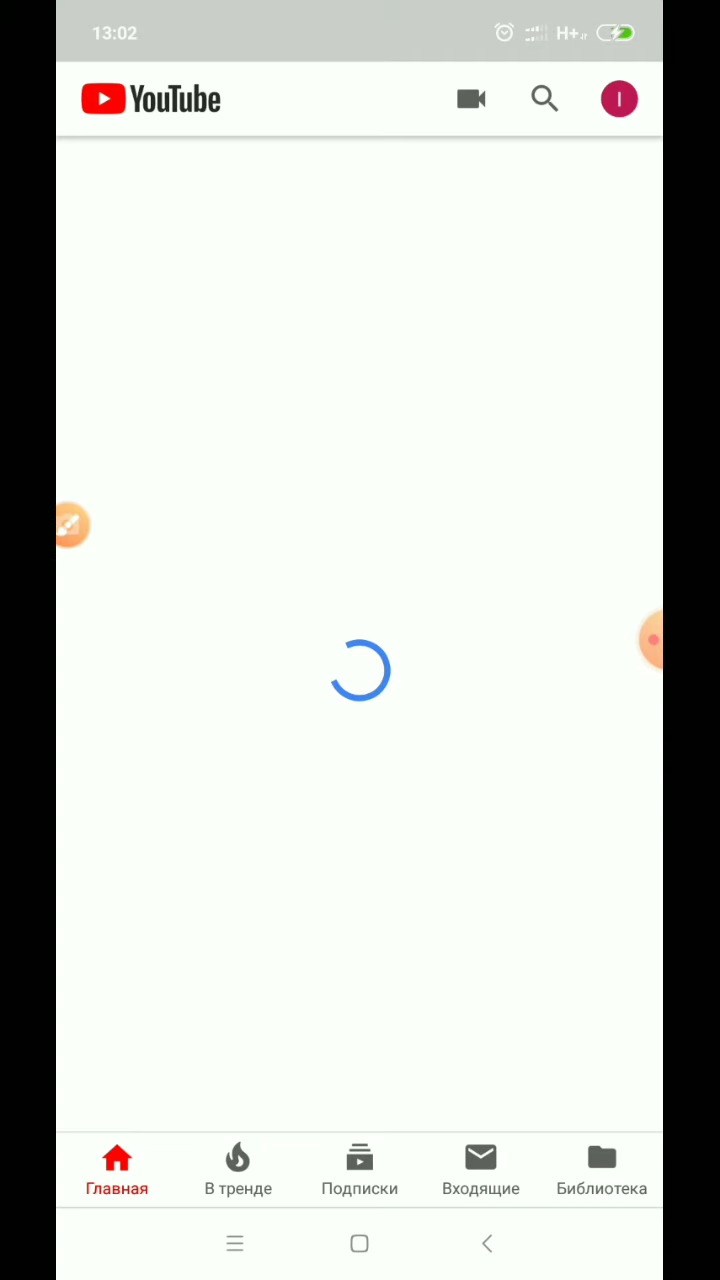 13:02
H+
YouTube
I
Главная
В тренде
Подписки
Входящие
Библиотека